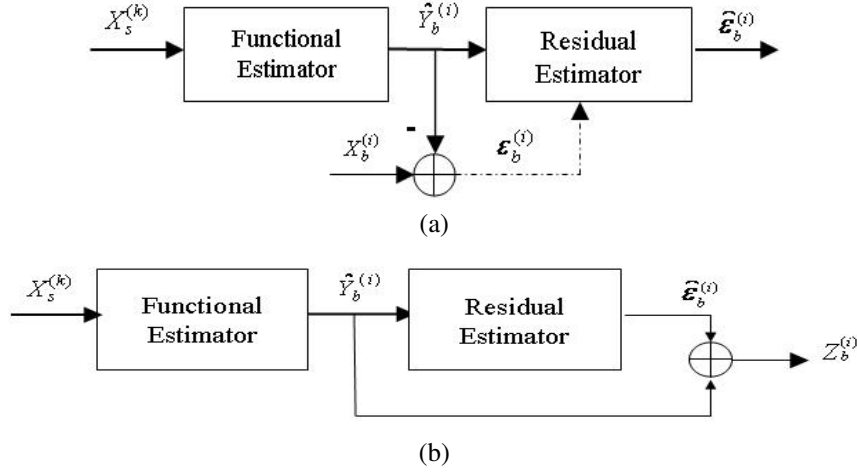 X_s^{(k)}
Functional
Estimator
Ŷ_b^{(i)}
Residual
Estimator
ε̂_b^{(i)}
-
X_b^{(i)}
ε_b^{(i)}
(a)
X_s^{(k)}
Functional
Estimator
Ŷ_b^{(i)}
Residual
Estimator
ε̂_b^{(i)}
Z_b^{(i)}
(b)